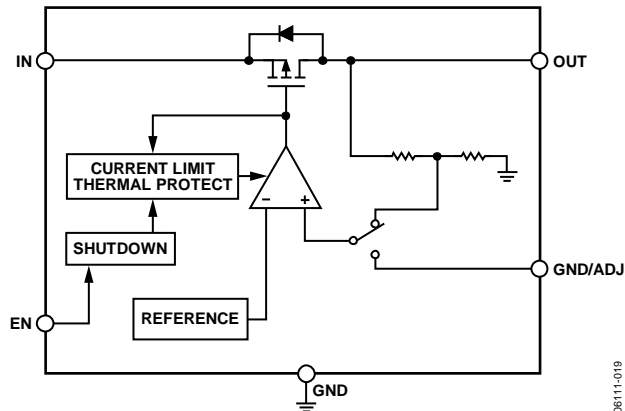 IN
OUT
CURRENT LIMIT
THERMAL PROTECT
–
+
SHUTDOWN
GND/ADJ
EN
REFERENCE
GND
06111-019